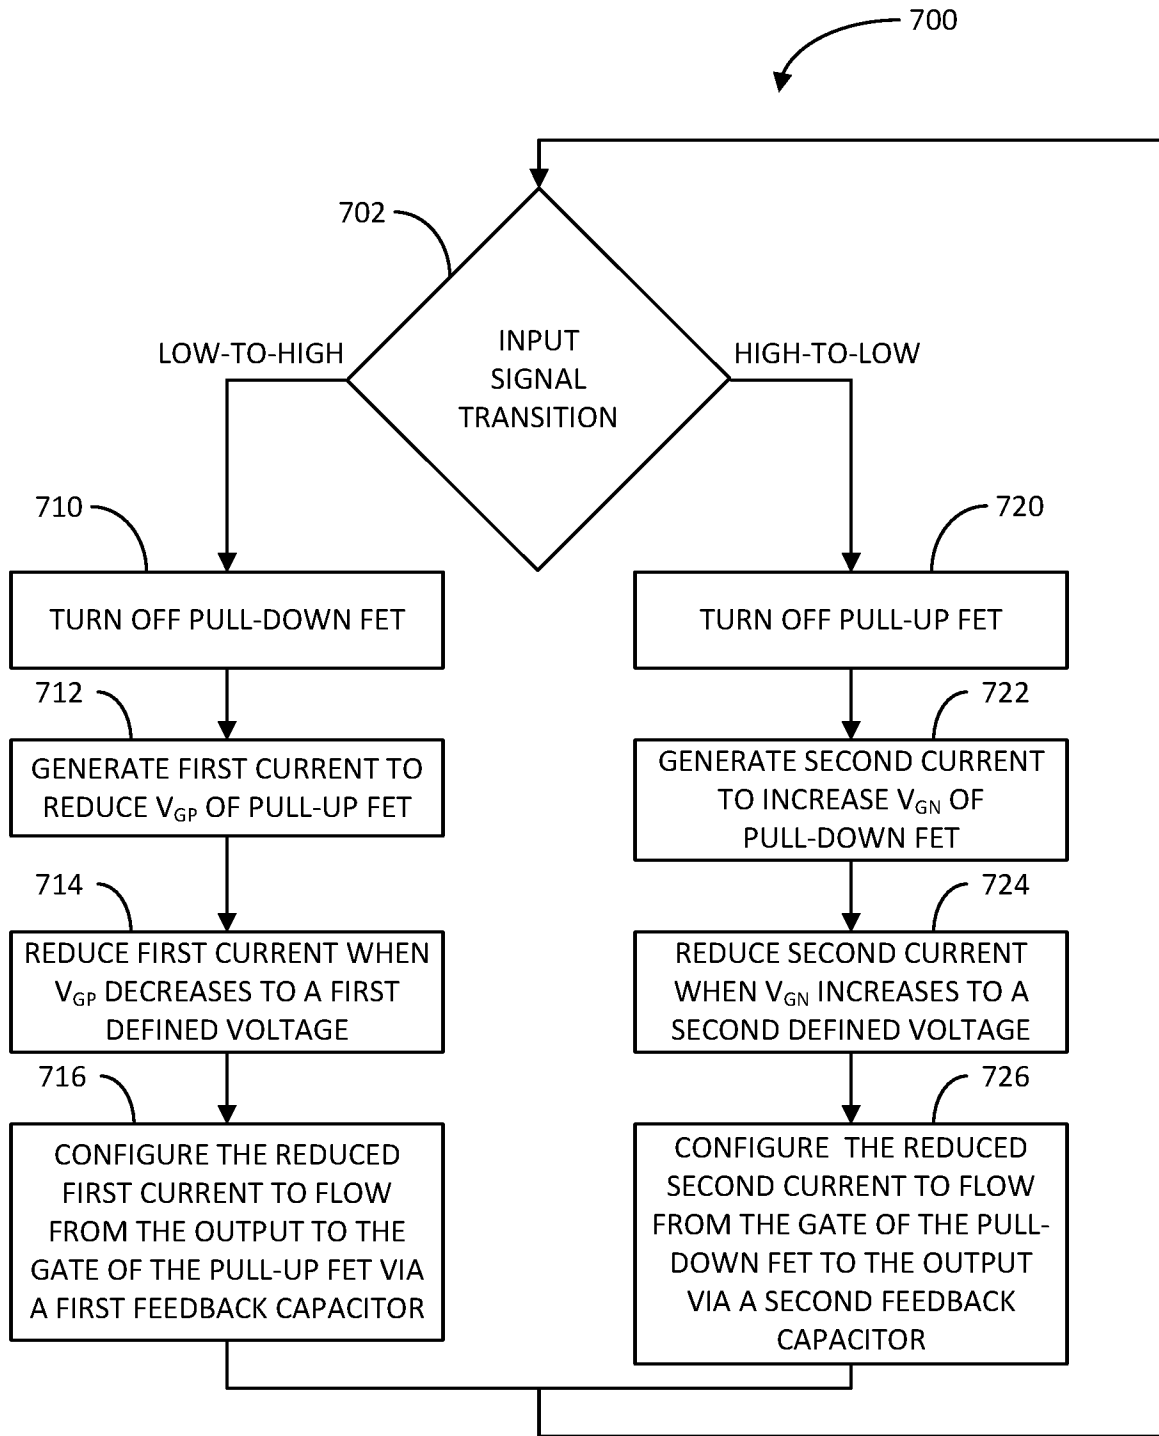 700
702
INPUT
SIGNAL
TRANSITION
LOW-TO-HIGH
HIGH-TO-LOW
710
TURN OFF PULL-DOWN FET
712
GENERATE FIRST CURRENT TO
REDUCE VGP OF PULL-UP FET
714
REDUCE FIRST CURRENT WHEN
VGP DECREASES TO A FIRST
DEFINED VOLTAGE
716
CONFIGURE THE REDUCED
FIRST CURRENT TO FLOW
FROM THE OUTPUT TO THE
GATE OF THE PULL-UP FET VIA
A FIRST FEEDBACK CAPACITOR
720
TURN OFF PULL-UP FET
722
GENERATE SECOND CURRENT
TO INCREASE VGN OF
PULL-DOWN FET
724
REDUCE SECOND CURRENT
WHEN VGN INCREASES TO A
SECOND DEFINED VOLTAGE
726
CONFIGURE THE REDUCED
SECOND CURRENT TO FLOW
FROM THE GATE OF THE PULL-
DOWN FET TO THE OUTPUT
VIA A SECOND FEEDBACK
CAPACITOR